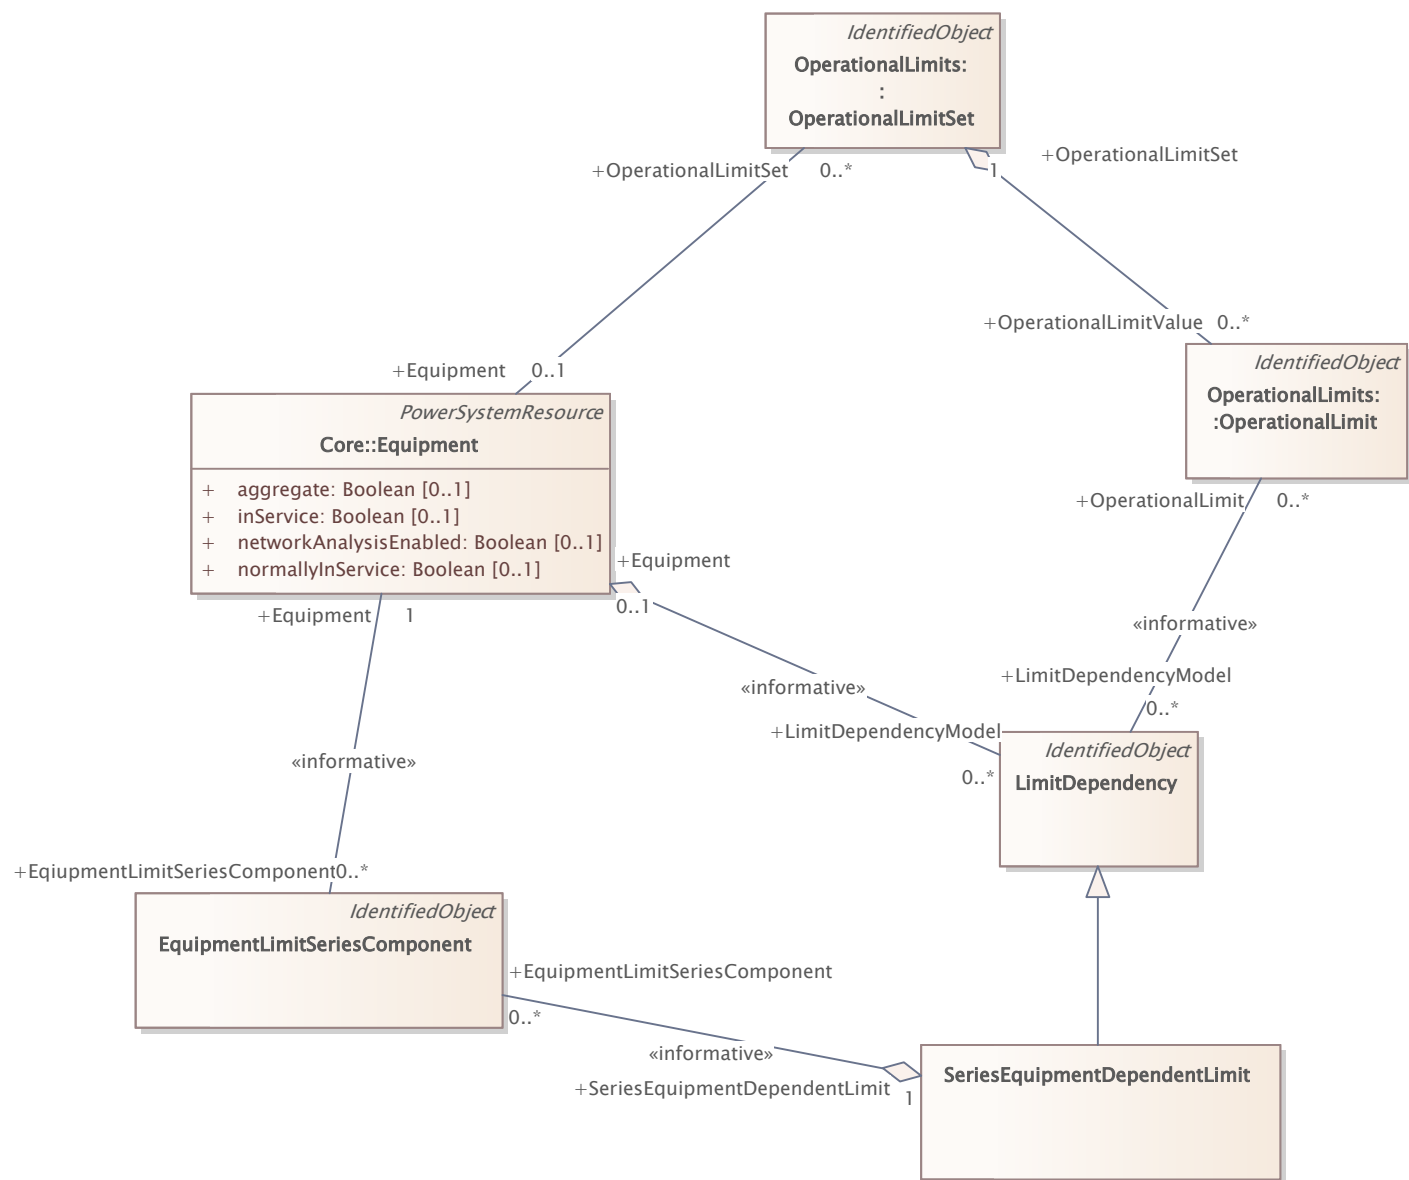 IdentifiedObject
OperationalLimits:
:
OperationalLimitSet
+OperationalLimitSet 0..*
1 +OperationalLimitSet
+OperationalLimitValue 0..*
IdentifiedObject
OperationalLimits:
:OperationalLimit
+Equipment 0..1
PowerSystemResource
Core::Equipment
+ aggregate: Boolean [0..1]
+ inService: Boolean [0..1]
+ networkAnalysisEnabled: Boolean [0..1]
+ normallyInService: Boolean [0..1]
+OperationalLimit 0..*
+Equipment
0..1
+Equipment 1
«informative»
+LimitDependencyModel
0..*
«informative»
+LimitDependencyModel
0..*
IdentifiedObject
LimitDependency
«informative»
+EqiupmentLimitSeriesComponent0..*
IdentifiedObject
EquipmentLimitSeriesComponent
+EquipmentLimitSeriesComponent
0..*
«informative»
+SeriesEquipmentDependentLimit 1
SeriesEquipmentDependentLimit